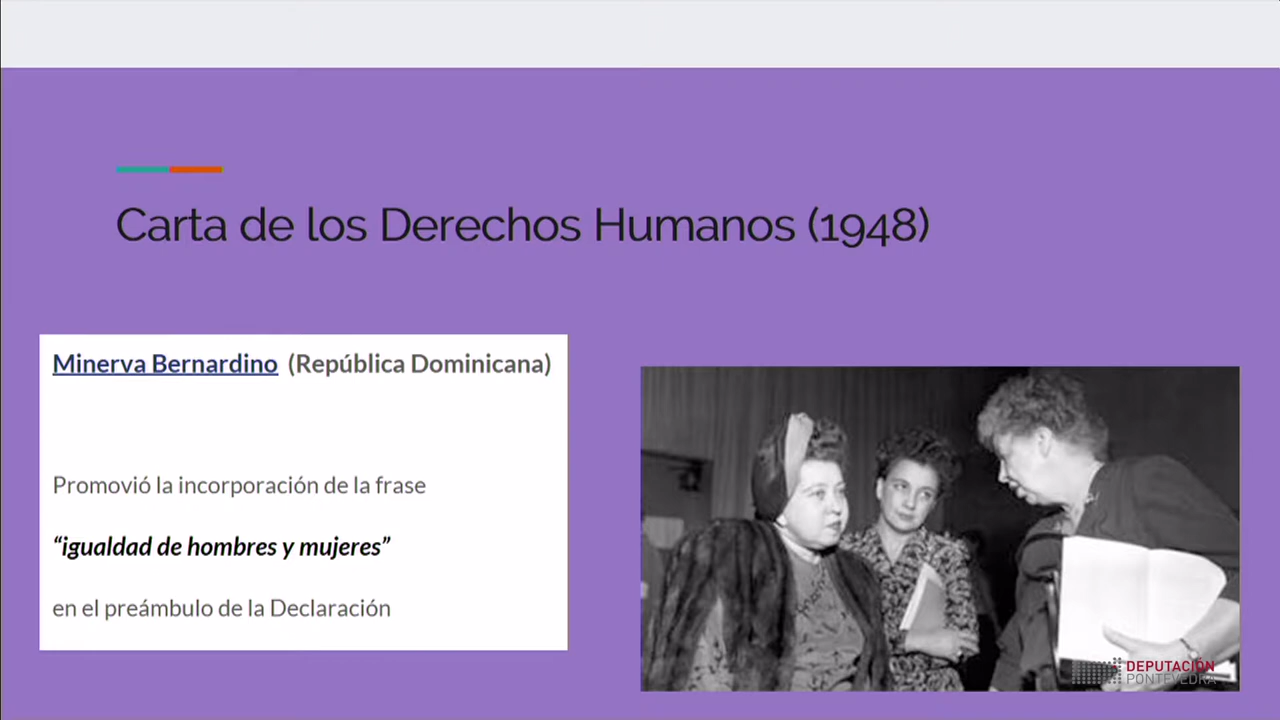 Carta de los Derechos Humanos (1948)
Minerva Bernardino (República Dominicana)
Promovió la incorporación de la frase
“igualdad de hombres y mujeres”
en el preámbulo de la Declaración
DEPUTACIÓN
PONTEVEDRA